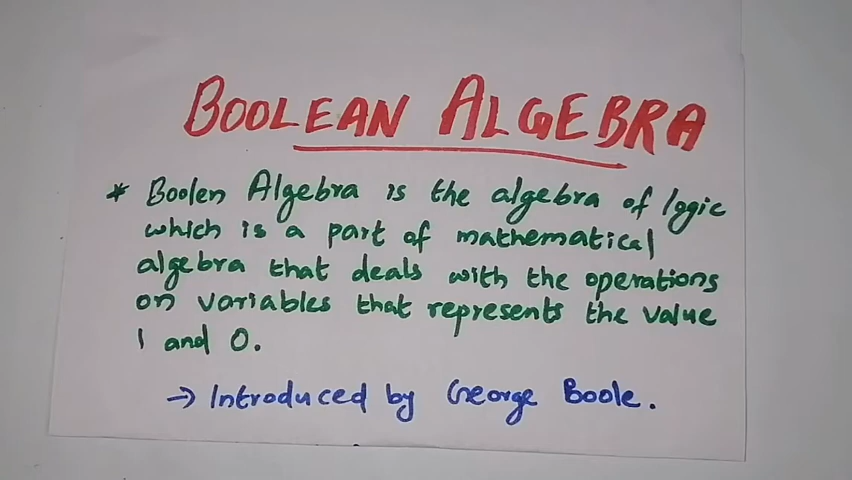 BOOLEAN ALGEBRA
* Boolen Algebra is the algebra of logic
which is a part of mathematical
algebra that deals with the operations
on variables that represents the value
1 and 0.
→ Introduced by George Boole.